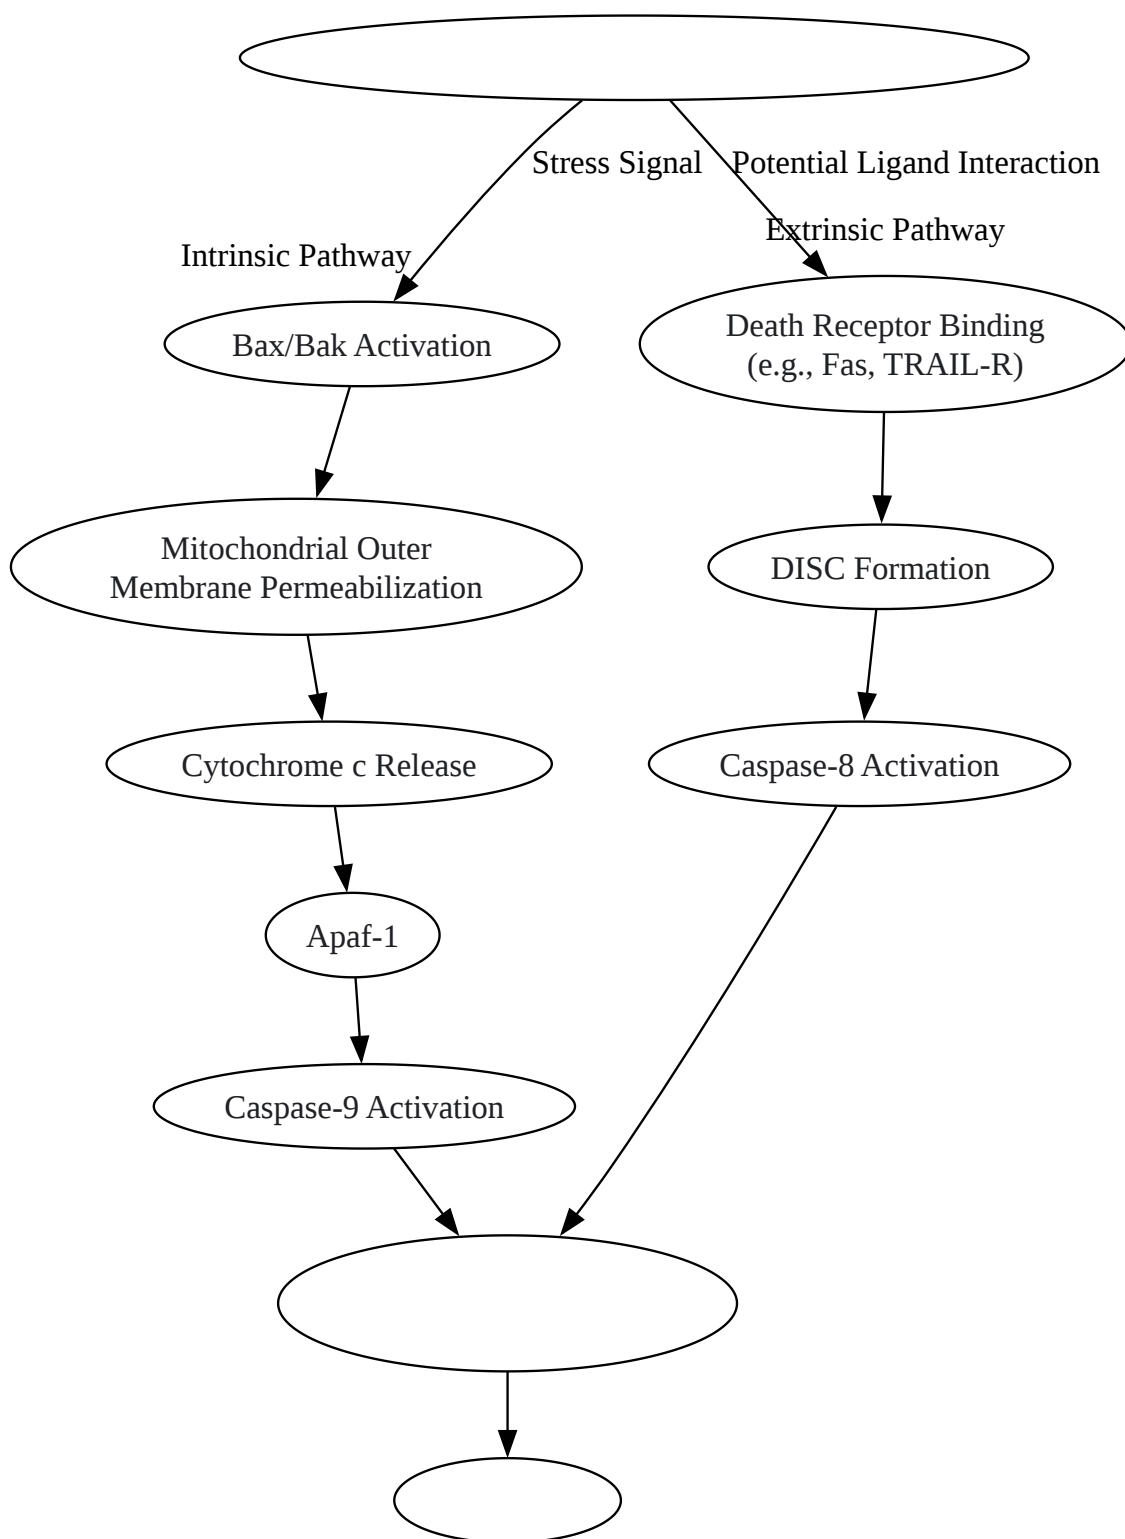 Stress Signal
Potential Ligand Interaction
Extrinsic Pathway
Intrinsic Pathway
Bax/Bak Activation
Death Receptor Binding
(e.g., Fas, TRAIL-R)
Mitochondrial Outer
Membrane Permeabilization
DISC Formation
Cytochrome c Release
Caspase-8 Activation
Apaf-1
Caspase-9 Activation